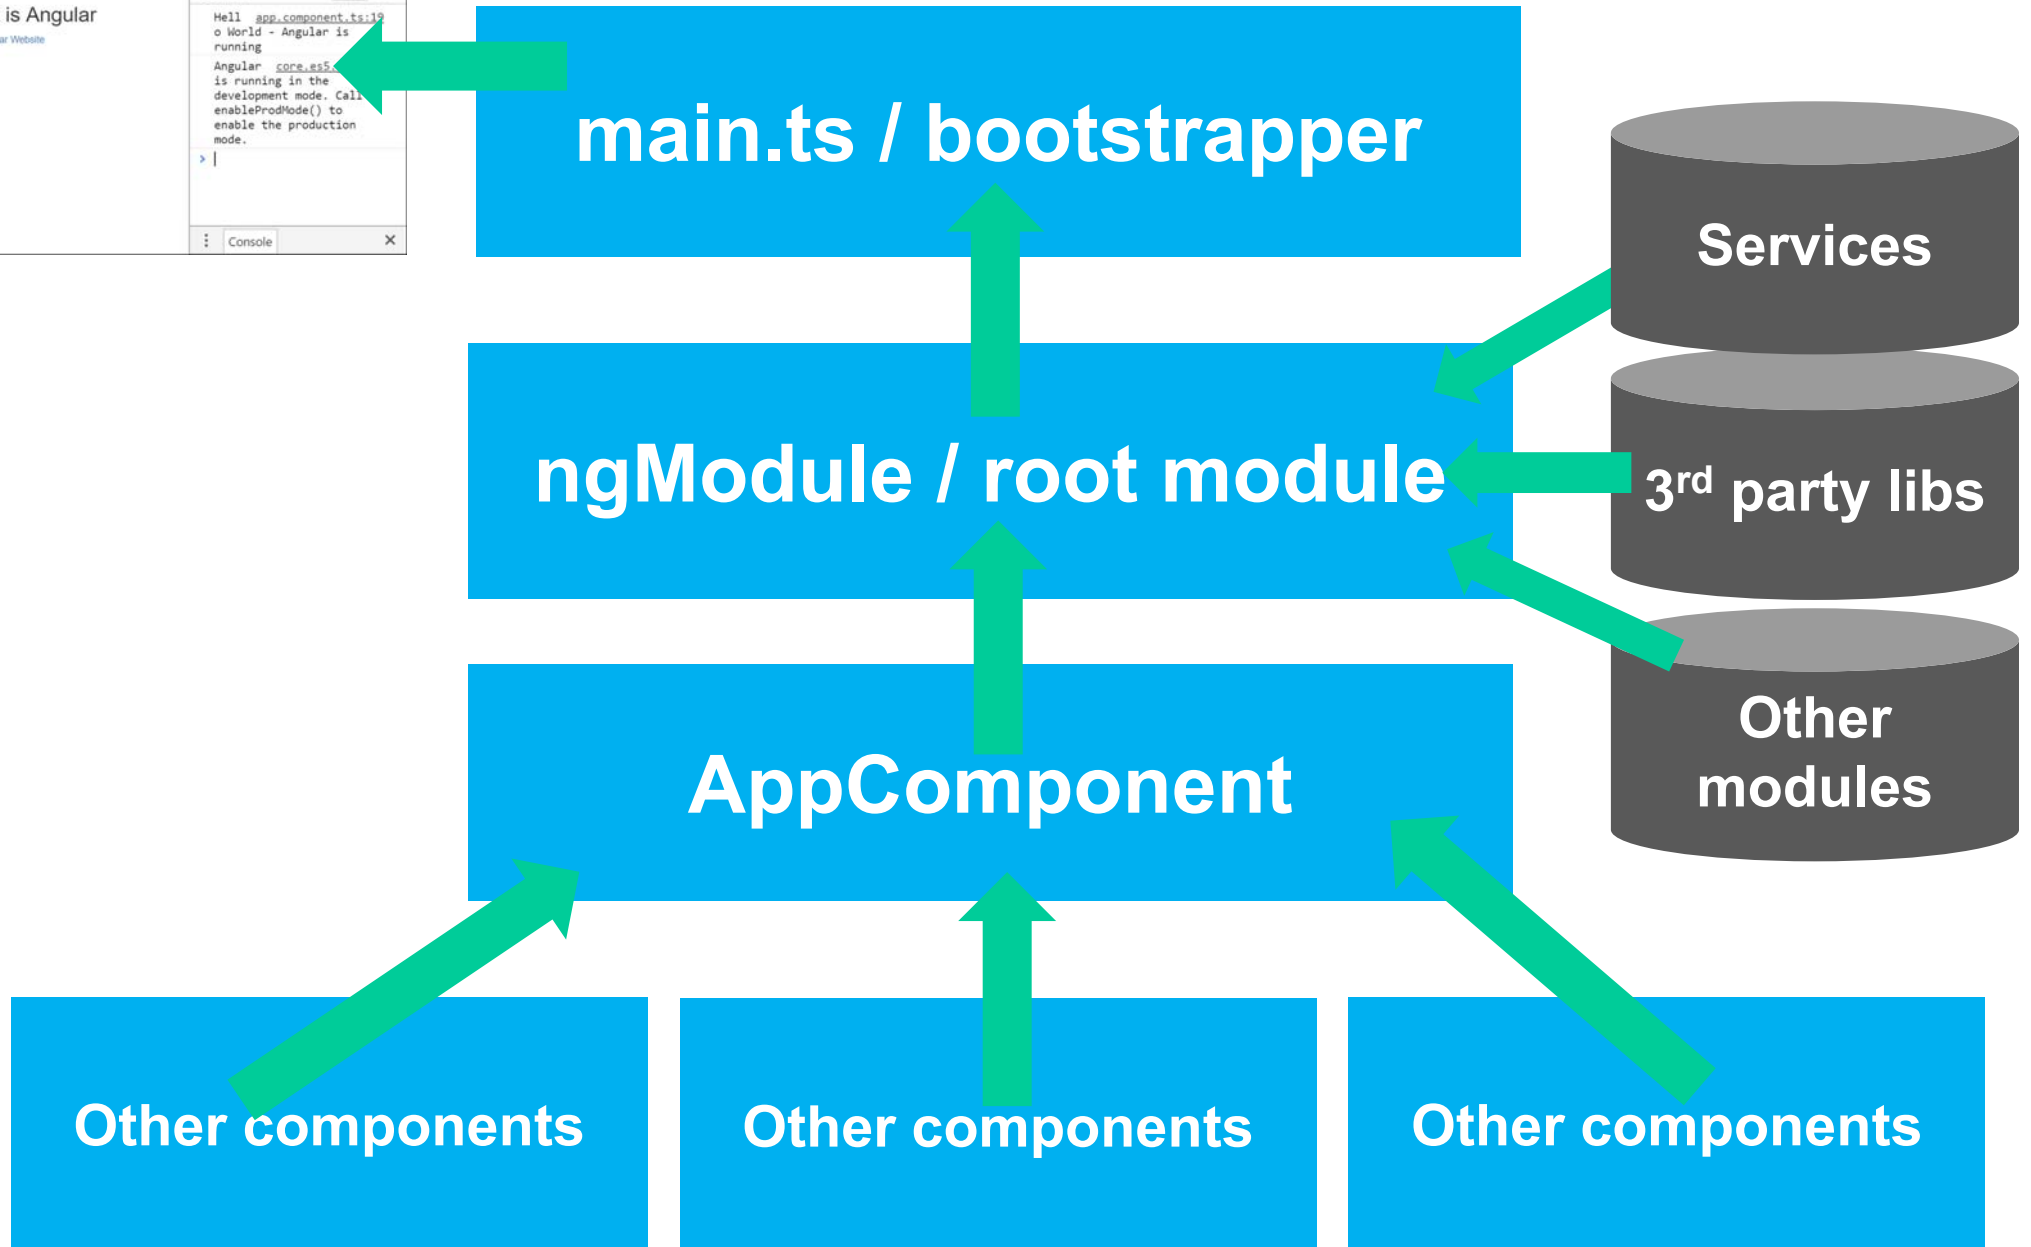 is Angular
ar Website
Hell app.component.ts:19
o World - Angular is
running
Angular core.es5.
is running in the
development mode. Call
enableProdMode() to
enable the production
mode.
>
Console
main.ts / bootstrapper
Services
ngModule / root module
3rd party libs
AppComponent
Other
modules
Other components
Other components
Other components